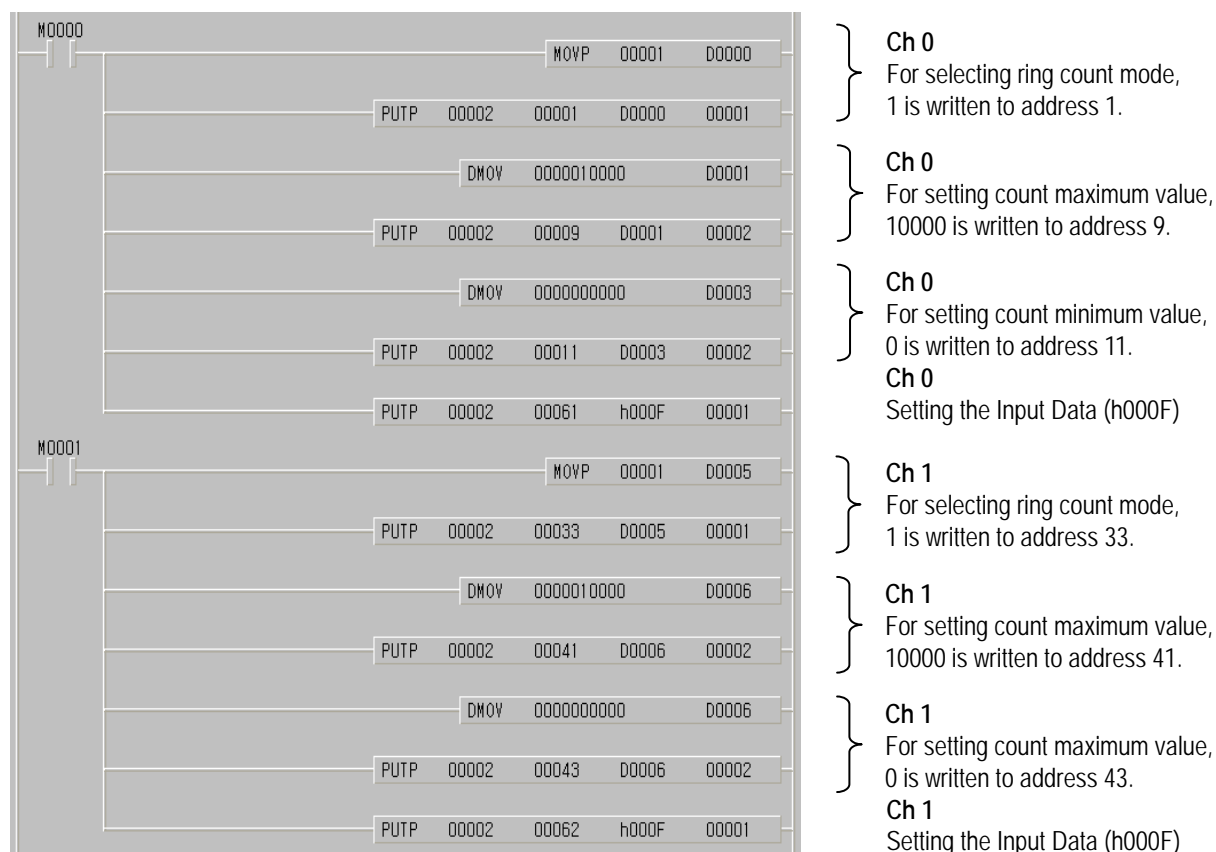 M0000
MOVP 00001 D0000
PUTP 00002 00001 D0000 00001
Ch 0
For selecting ring count mode,
1 is written to address 1.
DMOV 0000010000 D0001
PUTP 00002 00009 D0001 00002
Ch 0
For setting count maximum value,
10000 is written to address 9.
DMOV 0000000000 D0003
PUTP 00002 00011 D0003 00002
Ch 0
For setting count minimum value,
0 is written to address 11.
PUTP 00002 00061 h000F 00001
Ch 0
Setting the Input Data (h000F)
M0001
MOVP 00001 D0005
PUTP 00002 00033 D0005 00001
Ch 1
For selecting ring count mode,
1 is written to address 33.
DMOV 0000010000 D0006
PUTP 00002 00041 D0006 00002
Ch 1
For setting count maximum value,
10000 is written to address 41.
DMOV 0000000000 D0006
PUTP 00002 00043 D0006 00002
Ch 1
For setting count maximum value,
0 is written to address 43.
PUTP 00002 00062 h000F 00001
Ch 1
Setting the Input Data (h000F)